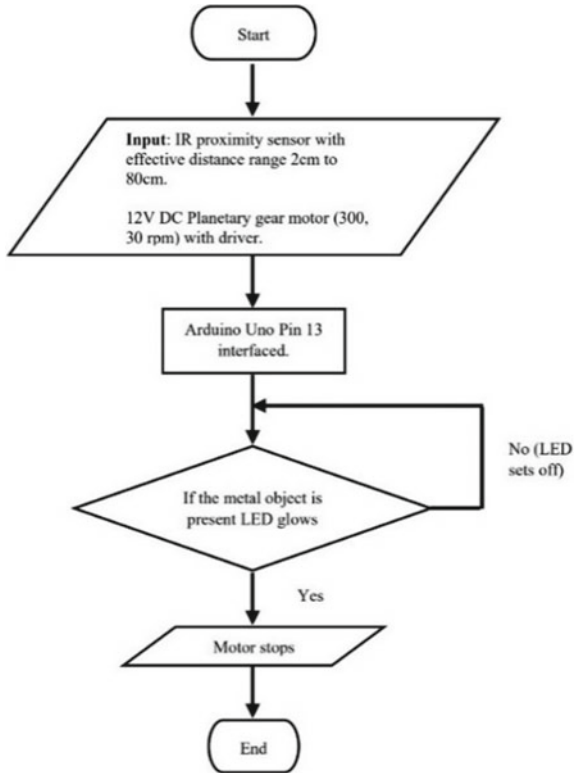 Start
Input: IR proximity sensor with
effective distance range 2cm to
80cm.
12V DC Planetary gear motor (300,
30 rpm) with driver.
Arduino Uno Pin 13
interfaced.
No (LED
sets off)
If the metal object is
present LED glows
Yes
Motor stops
End